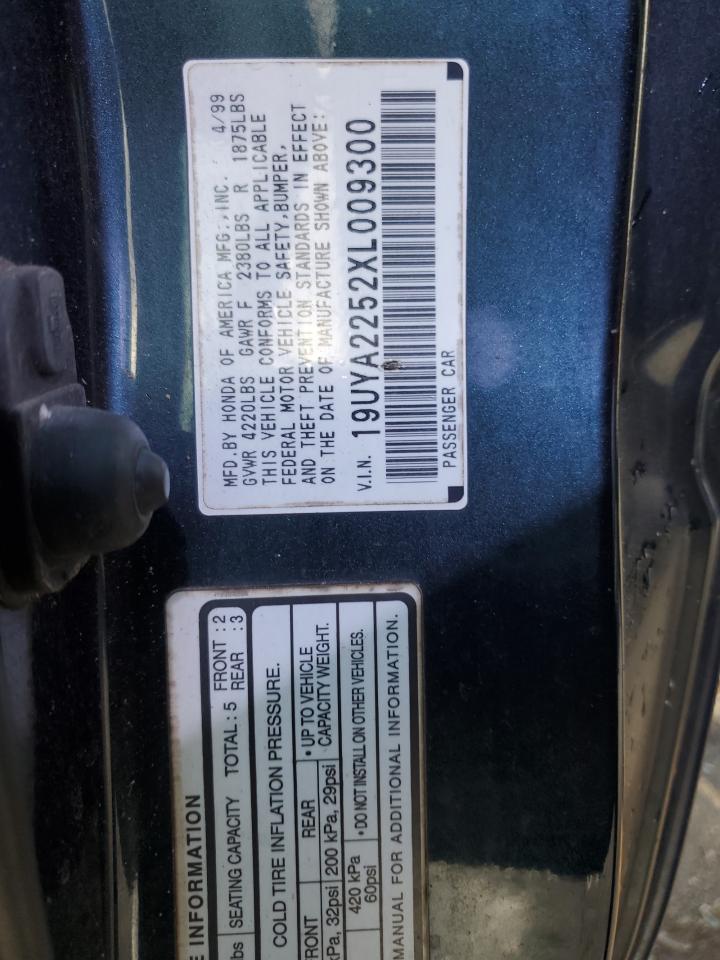 MFD.BY HONDA OF AMERICA MFG.,INC. 4/99
GVWR 4220LBS GAWR F 2380LBS R 1875LBS
THIS VEHICLE CONFORMS TO ALL APPLICABLE
FEDERAL MOTOR VEHICLE SAFETY,BUMPER,
AND THEFT PREVENTION STANDARDS IN EFFECT
ON THE DATE OF MANUFACTURE SHOWN ABOVE:
V.I.N. 19UYA2252XL009300
PASSENGER CAR
E INFORMATION
lbs SEATING CAPACITY TOTAL: 5 FRONT : 2
REAR : 3
COLD TIRE INFLATION PRESSURE.
FRONT REAR • UP TO VEHICLE
CAPACITY WEIGHT.
kPa, 32psi 200 kPa, 29psi
420 kPa • DO NOT INSTALL ON OTHER VEHICLES.
60psi
MANUAL FOR ADDITIONAL INFORMATION.